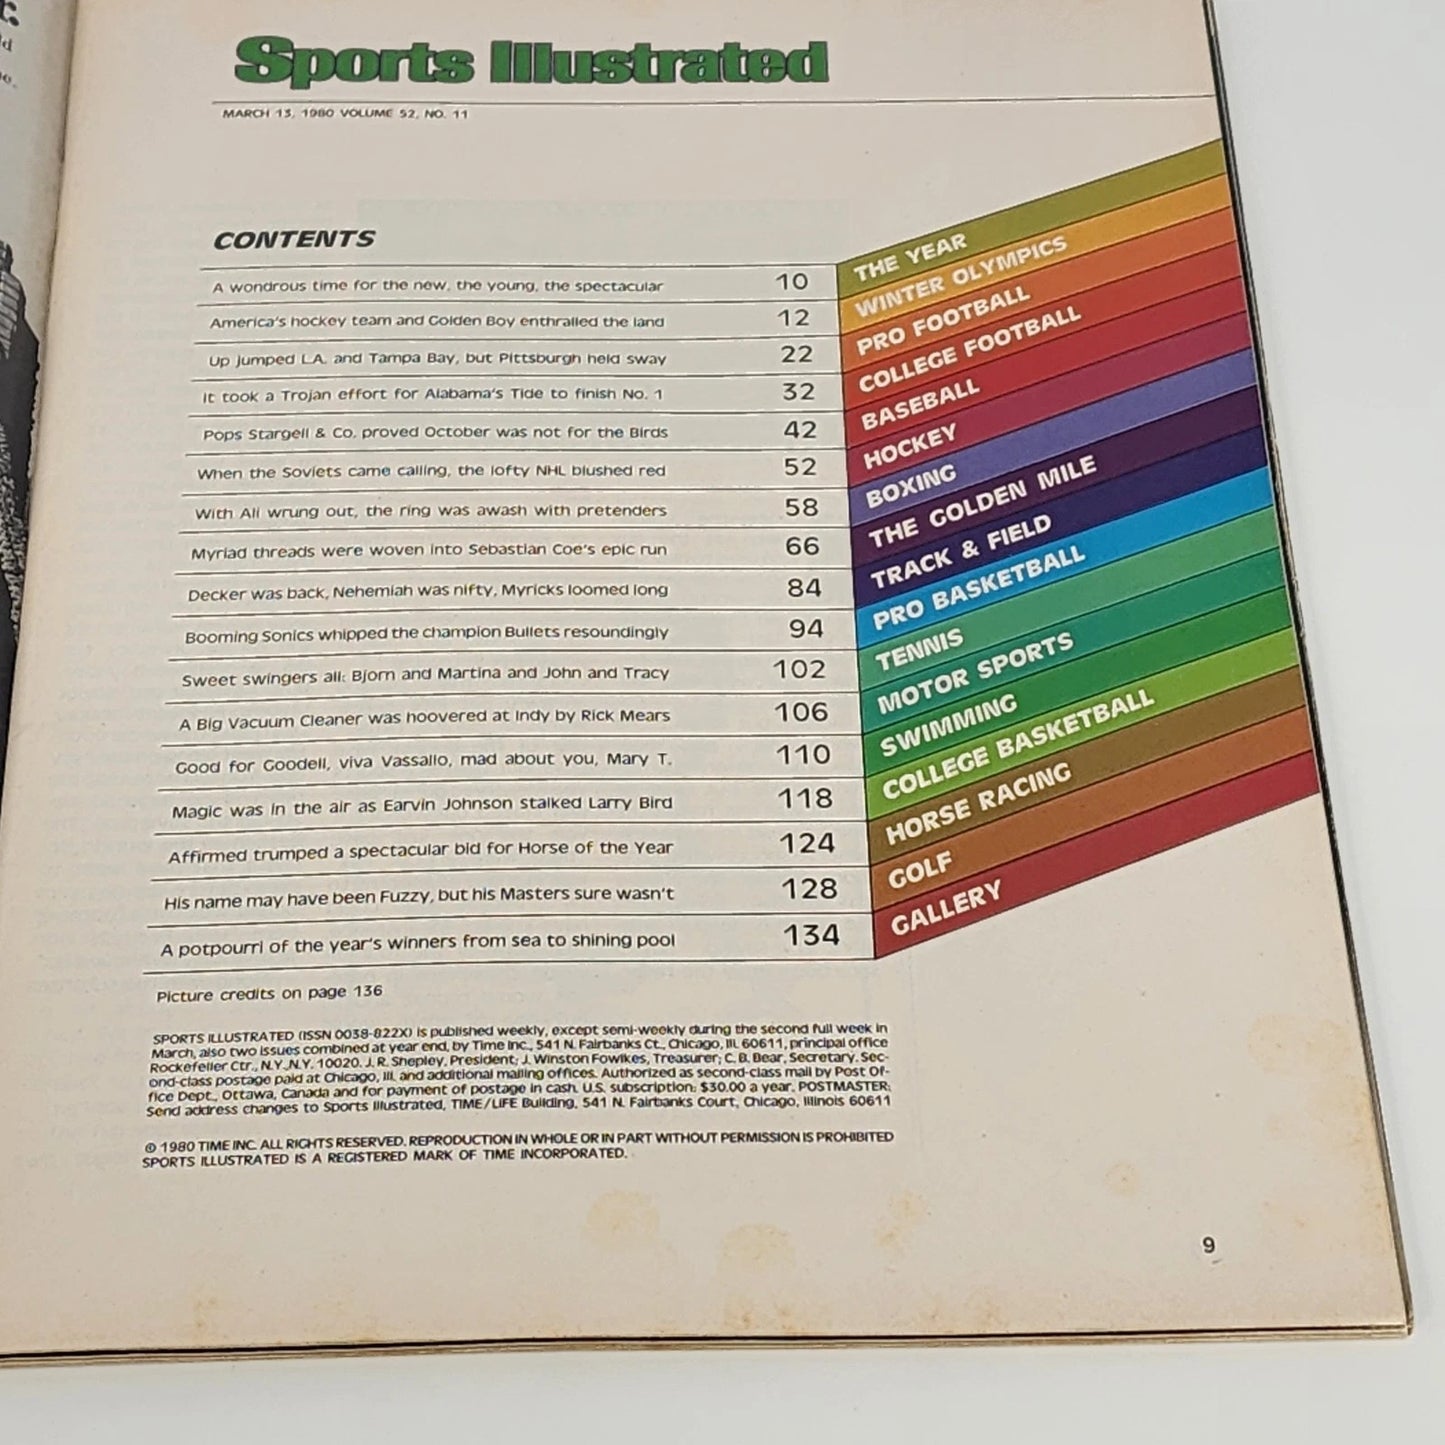 Sports Illustrated
MARCH 13, 1980 VOLUME 52, NO. 11
CONTENTS
A wondrous time for the new, the young, the spectacular 10 THE YEAR
America's hockey team and Golden Boy enthralled the land 12 WINTER OLYMPICS
Up jumped L.A. and Tampa Bay, but Pittsburgh held sway 22 PRO FOOTBALL
It took a Trojan effort for Alabama's Tide to finish No. 1 32 COLLEGE FOOTBALL
Pops Stargell & Co. proved October was not for the Birds 42 BASEBALL
When the Soviets came calling, the lofty NHL blushed red 52 HOCKEY
With Ali wrung out, the ring was awash with pretenders 58 BOXING
Myriad threads were woven into Sebastian Coe's epic run 66 THE GOLDEN MILE
Decker was back, Nehemiah was nifty, Myricks loomed long 84 TRACK & FIELD
Booming Sonics whipped the champion Bullets resoundingly 94 PRO BASKETBALL
Sweet swingers all: Bjorn and Martina and John and Tracy 102 TENNIS
A Big Vacuum Cleaner was hoovered at Indy by Rick Mears 106 MOTOR SPORTS
Good for Goodell, viva Vassallo, mad about you, Mary T. 110 SWIMMING
Magic was in the air as Earvin Johnson stalked Larry Bird 118 COLLEGE BASKETBALL
Affirmed trumped a spectacular bid for Horse of the Year 124 HORSE RACING
His name may have been Fuzzy, but his Masters sure wasn't 128 GOLF
A potpourri of the year's winners from sea to shining pool 134 GALLERY
Picture credits on page 136
SPORTS ILLUSTRATED (ISSN 0038-822X) is published weekly, except semi-weekly during the second full week in
March, also two issues combined at year end, by Time Inc., 541 N. Fairbanks Ct., Chicago, Ill. 60611, principal office
Rockefeller Ctr., N.Y., N.Y. 10020. J. R. Shepley, President; J. Winston Fowlkes, Treasurer; C. B. Bear, Secretary. Sec-
ond-class postage paid at Chicago, Ill. and additional mailing offices. Authorized as second-class mail by Post Of-
fice Dept., Ottawa, Canada and for payment of postage in cash. U.S. subscription: $30.00 a year. POSTMASTER:
Send address changes to Sports Illustrated, TIME/LIFE Building, 541 N. Fairbanks Court, Chicago, Illinois 60611
© 1980 TIME INC. ALL RIGHTS RESERVED. REPRODUCTION IN WHOLE OR IN PART WITHOUT PERMISSION IS PROHIBITED
SPORTS ILLUSTRATED IS A REGISTERED MARK OF TIME INCORPORATED.
9